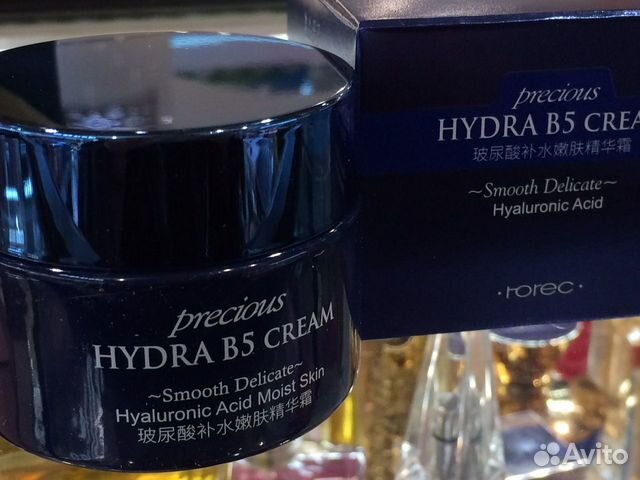 precious
HYDRA B5 CREAM
~Smooth Delicate~
Hyaluronic Acid Moist Skin
玻尿酸补水嫩肤精华霜
precious
HYDRA B5 CREA
玻尿酸补水嫩肤精华霜
~Smooth Delicate~
Hyaluronic Acid
·rorec·
Avito